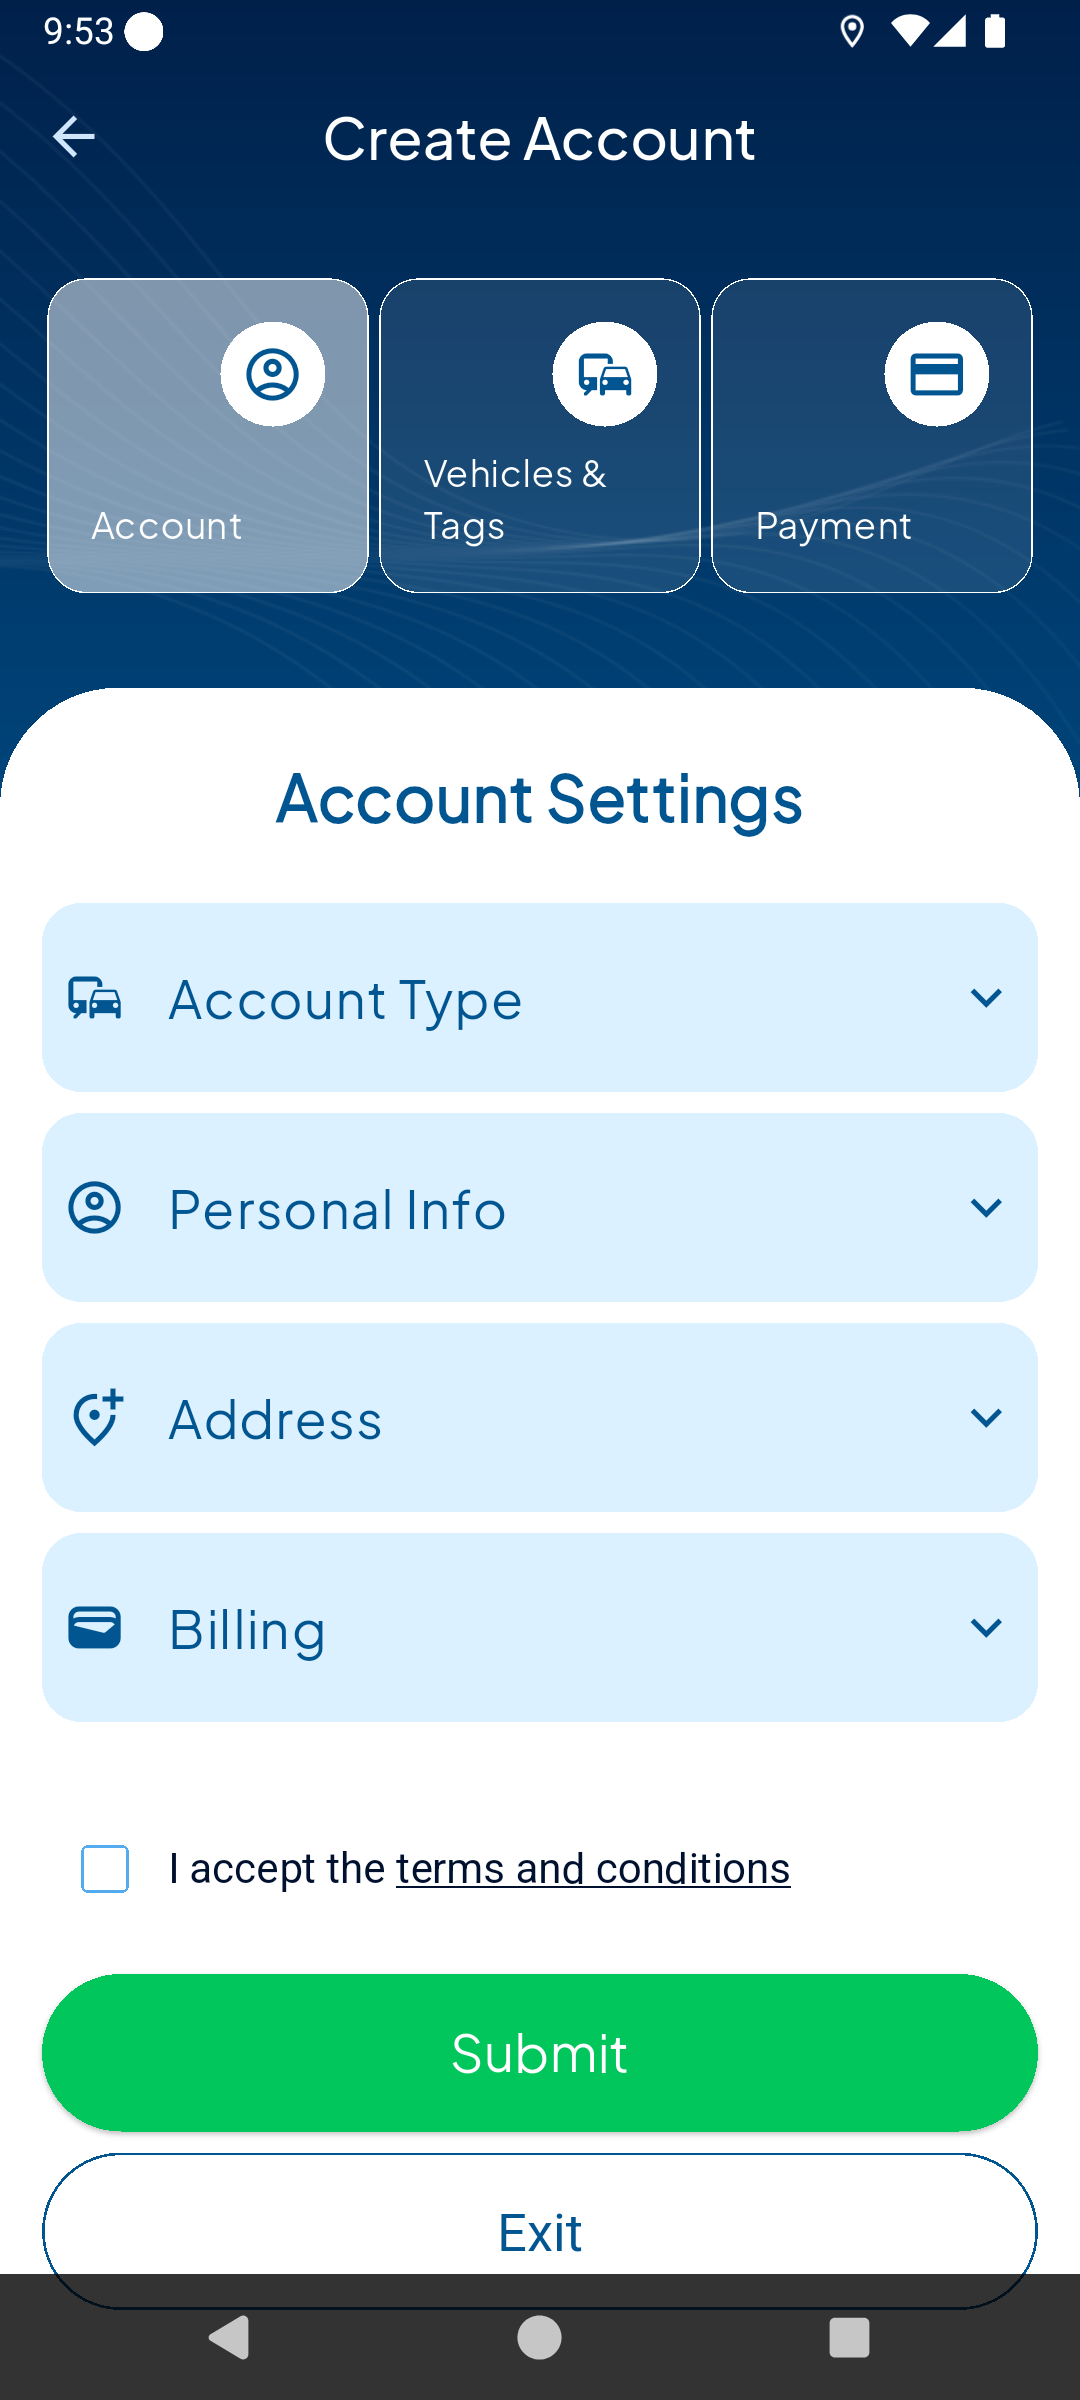 9:53
Create Account
Account
Vehicles &
Tags
Payment
Account Settings
Account Type
Personal Info
Address
Billing
I accept the terms and conditions
Submit
Exit